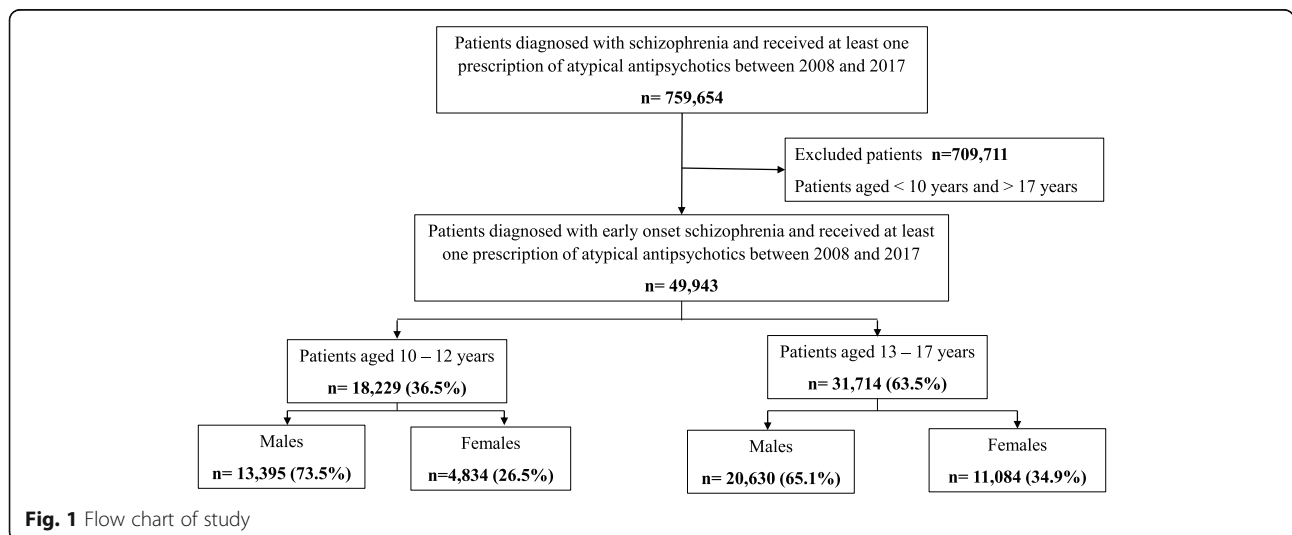 Patients diagnosed with schizophrenia and received at least one
prescription of atypical antipsychotics between 2008 and 2017
n= 759,654
Excluded patients n=709,711
Patients aged < 10 years and > 17 years
Patients diagnosed with early onset schizophrenia and received at least
one prescription of atypical antipsychotics between 2008 and 2017
n= 49,943
Patients aged 10 – 12 years
n= 18,229 (36.5%)
Patients aged 13 – 17 years
n= 31,714 (63.5%)
Males
n= 13,395 (73.5%)
Females
n=4,834 (26.5%)
Males
n= 20,630 (65.1%)
Females
n= 11,084 (34.9%)
Fig. 1 Flow chart of study